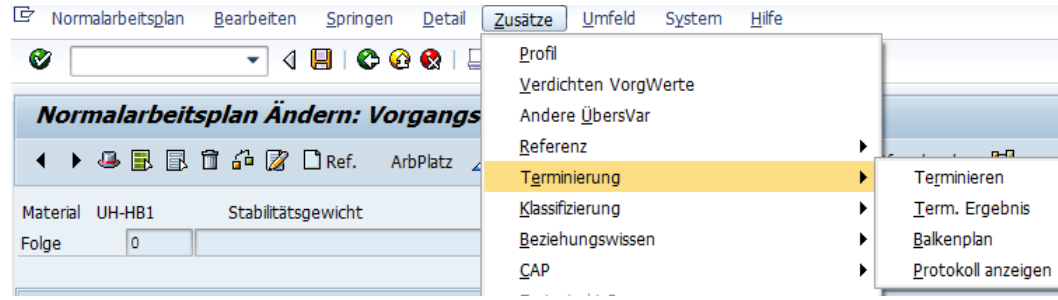 Normalarbeitsplan Bearbeiten Springen Detail Zusätze Umfeld System Hilfe
Normalarbeitsplan Ändern: Vorgangs
Ref. ArbPlatz
Material UH-HB1 Stabilitätsgewicht
Folge 0
Profil
Verdichten VorgWerte
Andere ÜbersVar
Referenz
Terminierung
Klassifizierung
Beziehungswissen
CAP
Terminieren
Term. Ergebnis
Balkenplan
Protokoll anzeigen